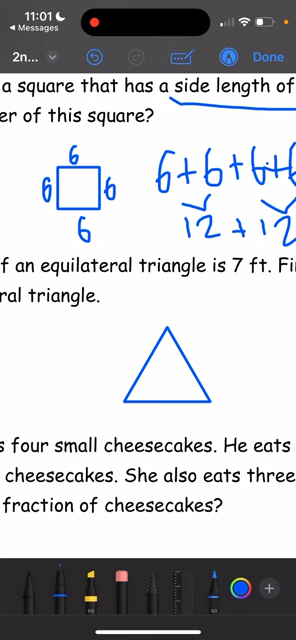 11:01
Messages
2n... Done
a square that has a side length of
er of this square?
6
6 6
6
6+6+6+6
12+12
f an equilateral triangle is 7 ft. Fi
ral triangle.
s four small cheesecakes. He eats
cheesecakes. She also eats three
fraction of cheesecakes?